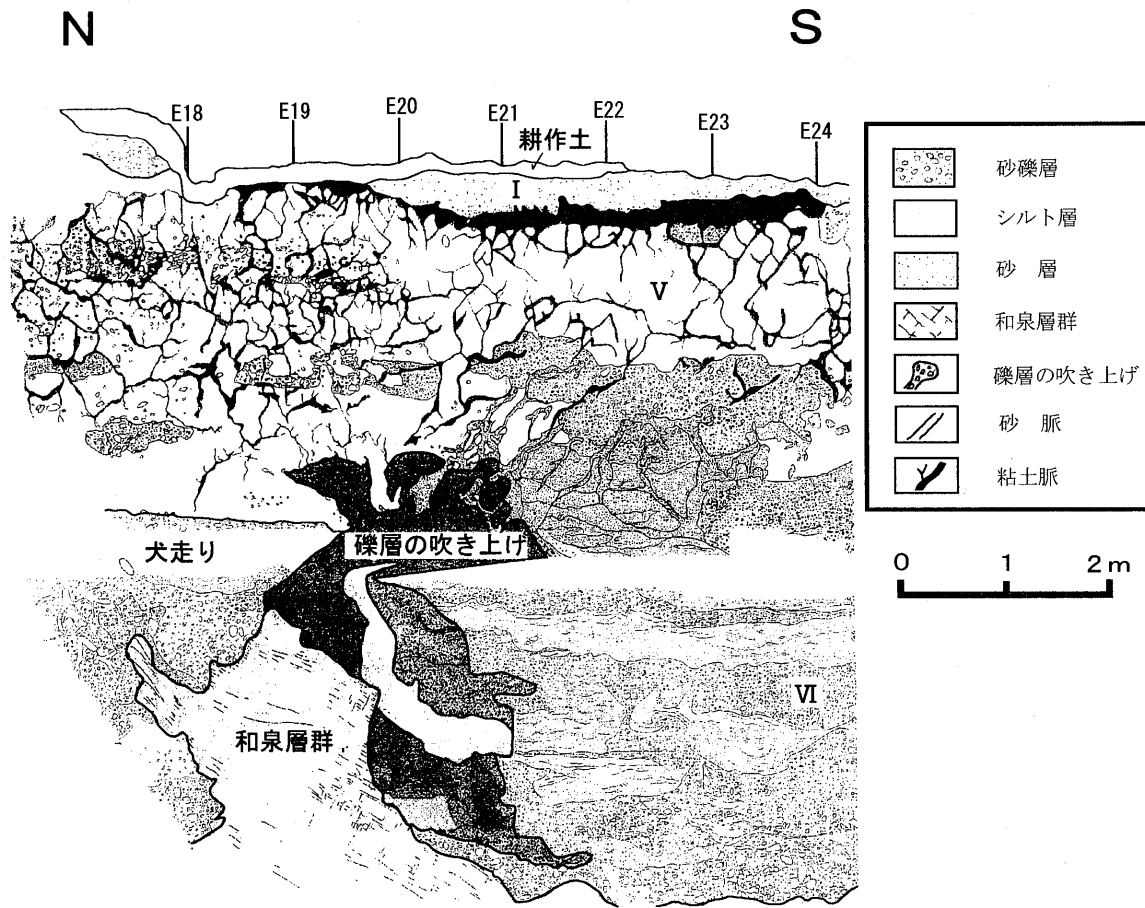 N
S
E18
E19
E20
E21
E22
E23
E24
耕作土
I
V
礫層の吹き上げ
犬走り
和泉層群
VI
砂礫層
シルト層
砂 層
和泉層群
礫層の吹き上げ
砂 脈
粘土脈
0 1 2 m